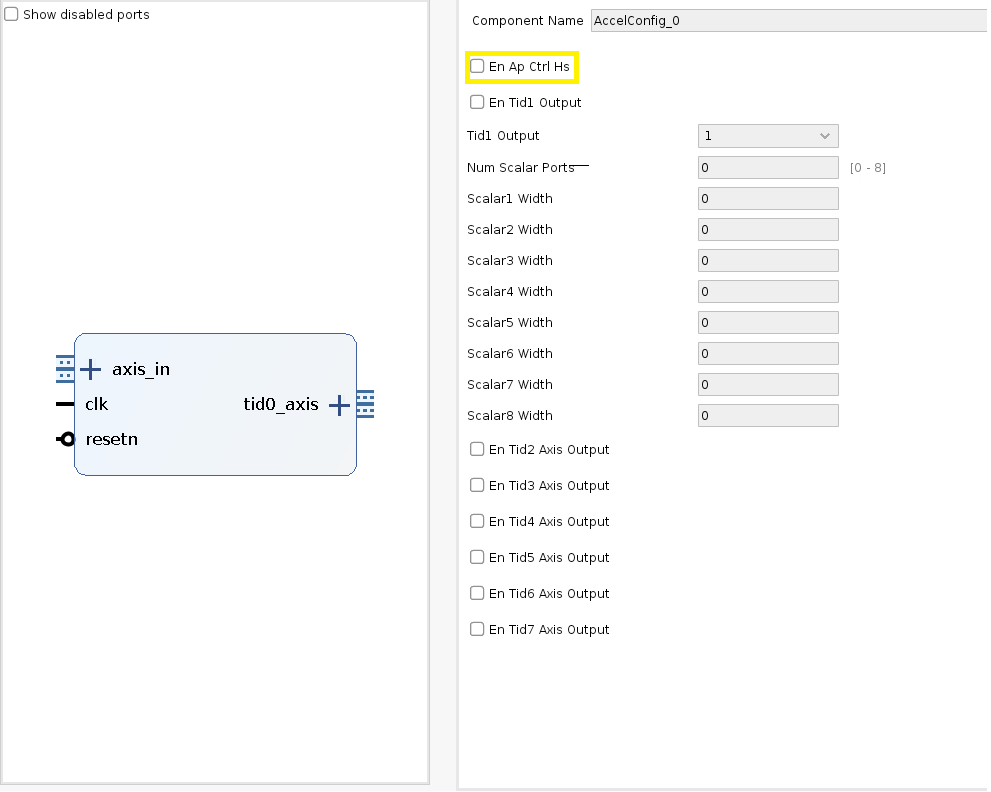 Show disabled ports
axis_in
clk
tid0_axis
resetn
Component Name AccelConfig_0
En Ap Ctrl Hs
En Tid1 Output
Tid1 Output 1
Num Scalar Ports 0 [0 - 8]
Scalar1 Width 0
Scalar2 Width 0
Scalar3 Width 0
Scalar4 Width 0
Scalar5 Width 0
Scalar6 Width 0
Scalar7 Width 0
Scalar8 Width 0
En Tid2 Axis Output
En Tid3 Axis Output
En Tid4 Axis Output
En Tid5 Axis Output
En Tid6 Axis Output
En Tid7 Axis Output